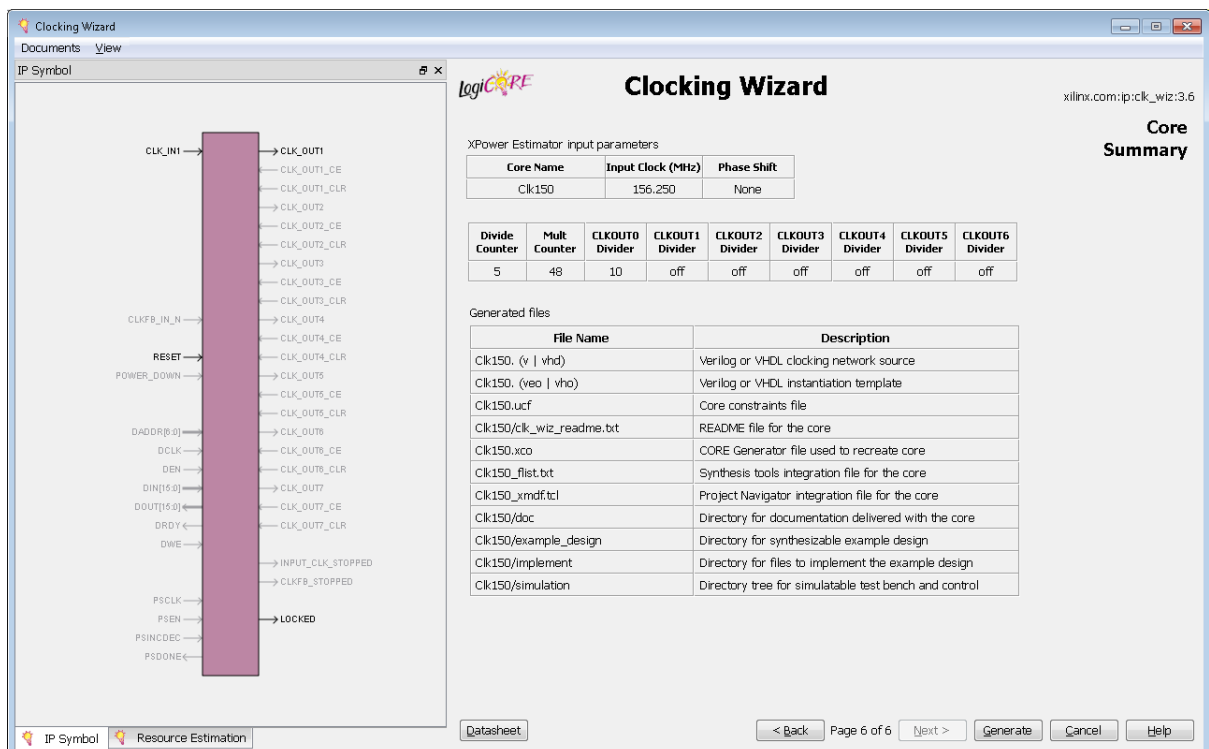 Clocking Wizard
Documents View
IP Symbol
CLK_IN1
CLKFB_IN_N
RESET
POWER_DOWN
DADDR[6:0]
DCLK
DEN
DIN[15:0]
DOUT[15:0]
DRDY
DWE
PSCLK
PSEN
PSINCDEC
PSDONE
CLK_OUT1
CLK_OUT1_CE
CLK_OUT1_CLR
CLK_OUT2
CLK_OUT2_CE
CLK_OUT2_CLR
CLK_OUT3
CLK_OUT3_CE
CLK_OUT3_CLR
CLK_OUT4
CLK_OUT4_CE
CLK_OUT4_CLR
CLK_OUT5
CLK_OUT5_CE
CLK_OUT5_CLR
CLK_OUT6
CLK_OUT6_CE
CLK_OUT6_CLR
CLK_OUT7
CLK_OUT7_CE
CLK_OUT7_CLR
INPUT_CLK_STOPPED
CLKFB_STOPPED
LOCKED
IP Symbol Resource Estimation
LogiCORE
Clocking Wizard
xilinx.com:ip:clk_wiz:3.6
Core
Summary
XPower Estimator input parameters
Core Name Input Clock (MHz) Phase Shift
Clk150 156.250 None
Divide Mult CLKOUT0 CLKOUT1 CLKOUT2 CLKOUT3 CLKOUT4 CLKOUT5 CLKOUT6
Counter Counter Divider Divider Divider Divider Divider Divider Divider
5 48 10 off off off off off off
Generated files
File Name Description
Clk150. (v | vhd) Verilog or VHDL clocking network source
Clk150. (veo | vho) Verilog or VHDL instantiation template
Clk150.ucf Core constraints file
Clk150/clk_wiz_readme.txt README file for the core
Clk150.xco CORE Generator file used to recreate core
Clk150_flist.txt Synthesis tools integration file for the core
Clk150_xmdf.tcl Project Navigator integration file for the core
Clk150/doc Directory for documentation delivered with the core
Clk150/example_design Directory for synthesizable example design
Clk150/implement Directory for files to implement the example design
Clk150/simulation Directory tree for simulatable test bench and control
Datasheet < Back Page 6 of 6 Next > Generate Cancel Help